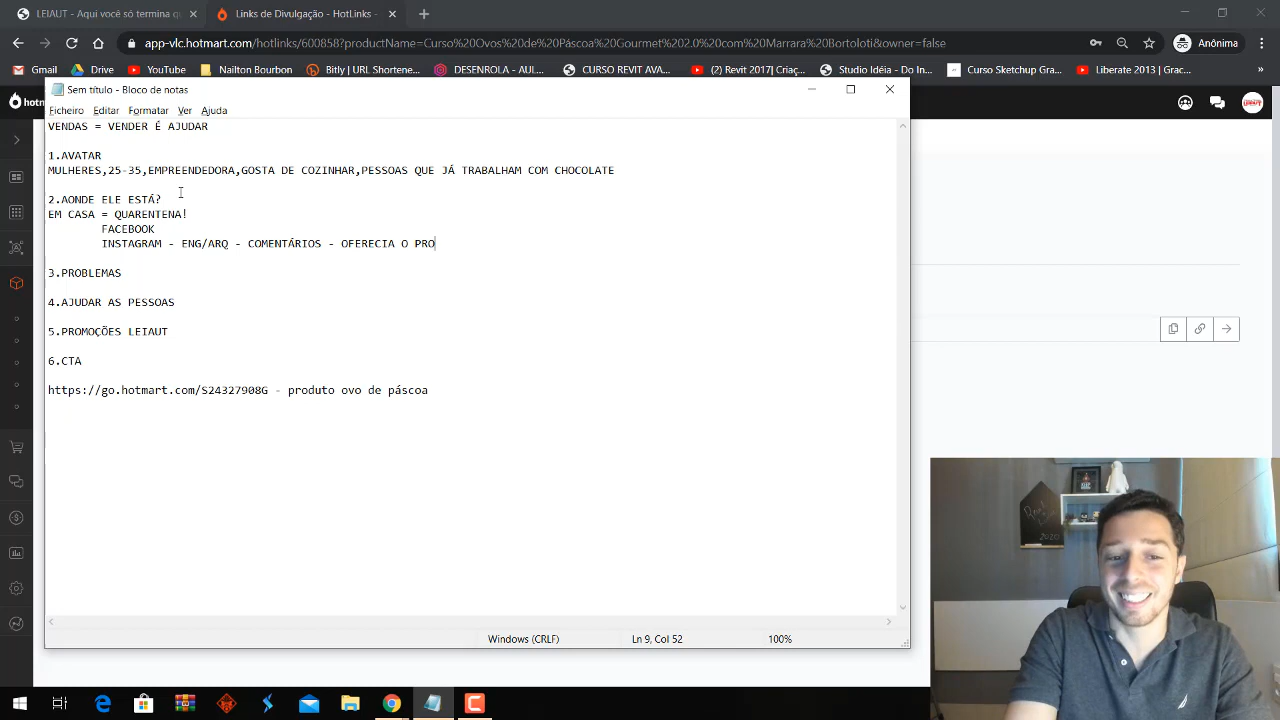 LEIAUT - Aqui você só termina q
Links de Divulgação - HotLinks -
app-vlc.hotmart.com/hotlinks/600858?productName=Curso%20Ovos%20de%20Páscoa%20Gourmet%202.0%20com%20Marrara%20Bortoloti&owner=false
Anônima
Gmail
Drive
YouTube
Nailton Bourbon
Bitly | URL Shortene...
DESENROLA - AUL...
CURSO REVIT AVA...
(2) Revit 2017| Criaç...
Studio Idéia - Do In...
Curso Sketchup Gra...
Liberate 2013 | Grac...
hotm
Sem título - Bloco de notas
Ficheiro Editar Formatar Ver Ajuda
VENDAS = VENDER É AJUDAR
1.AVATAR
MULHERES,25-35,EMPREENDEDORA,GOSTA DE COZINHAR,PESSOAS QUE JÁ TRABALHAM COM CHOCOLATE
2.AONDE ELE ESTÁ?
EM CASA = QUARENTENA!
FACEBOOK
INSTAGRAM - ENG/ARQ - COMENTÁRIOS - OFERECIA O PRO
3.PROBLEMAS
4.AJUDAR AS PESSOAS
5.PROMOÇÕES LEIAUT
6.CTA
https://go.hotmart.com/S24327908G - produto ovo de páscoa
Windows (CRLF)
Ln 9, Col 52
100%